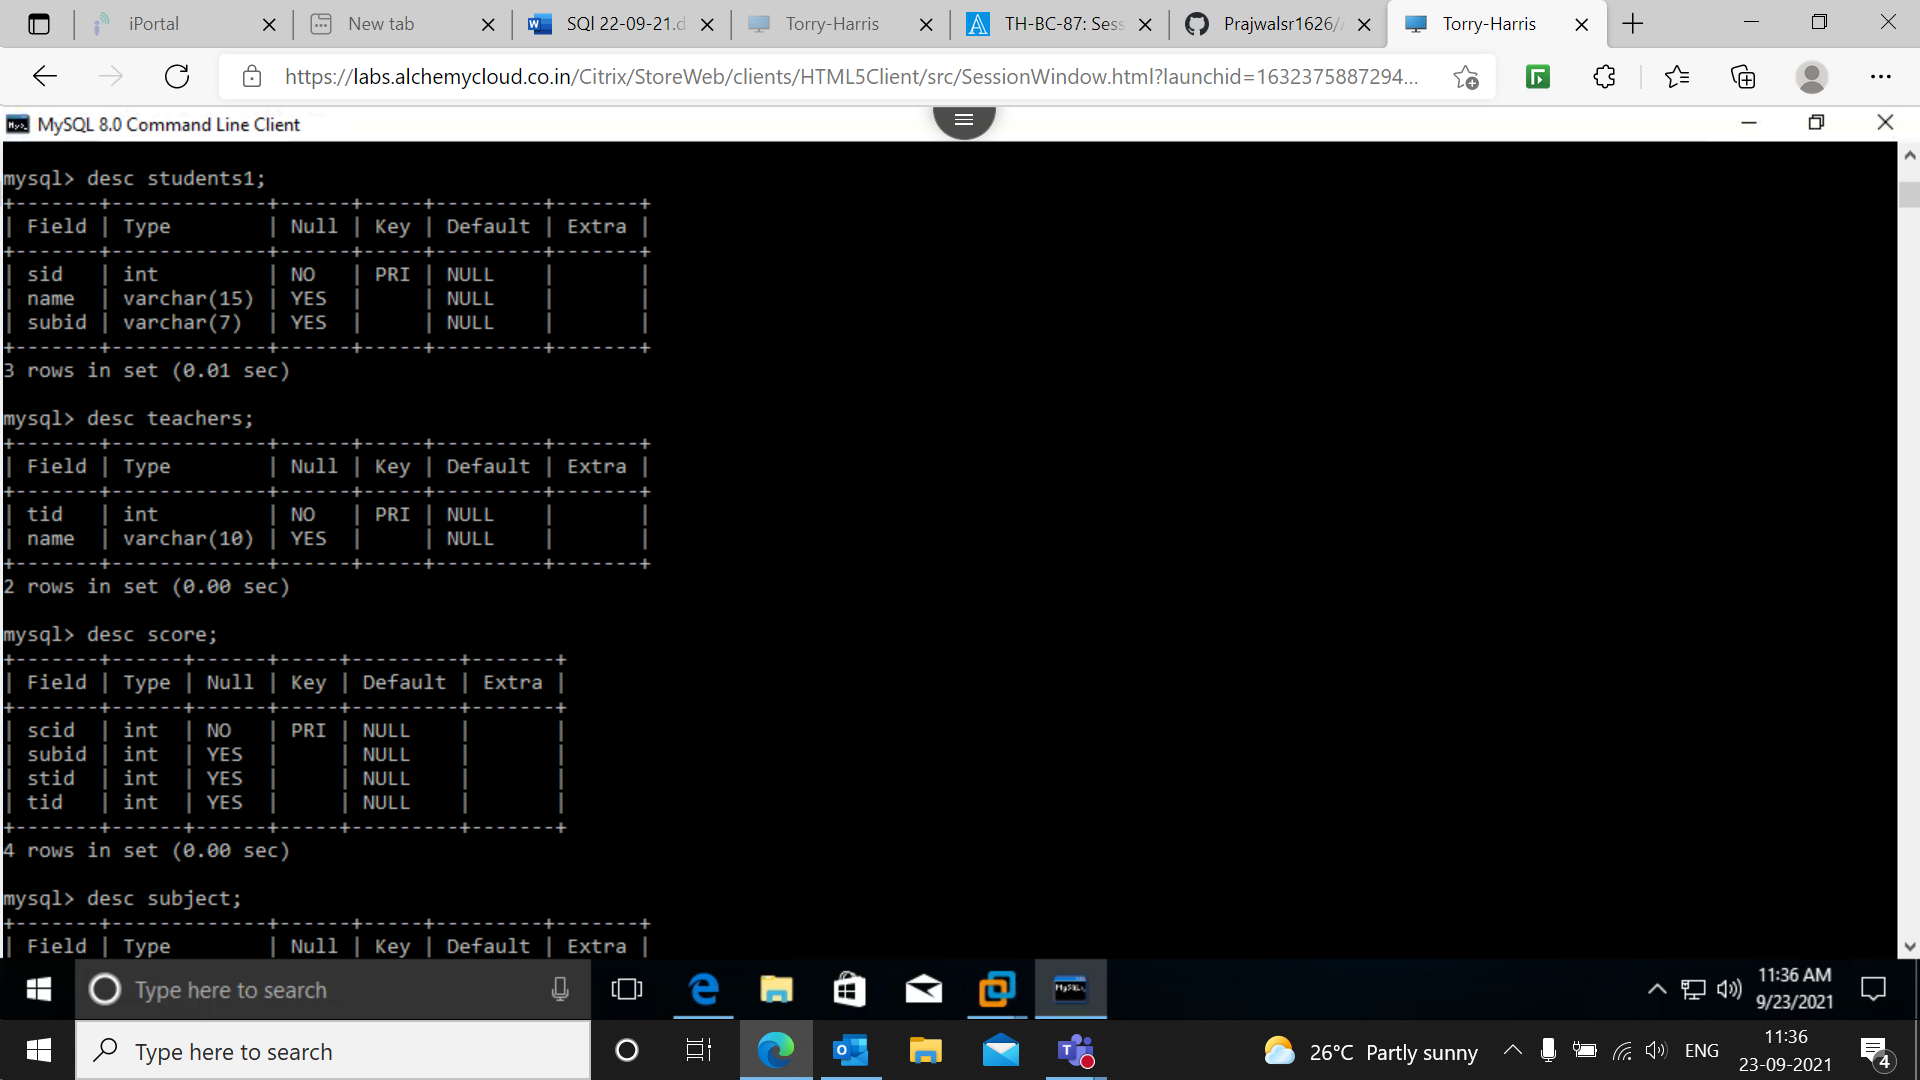 iPortal
New tab
SQl 22-09-21.d
Torry-Harris
TH-BC-87: Sess
Prajwalsr1626/
Torry-Harris
https://labs.alchemycloud.co.in/Citrix/StoreWeb/clients/HTML5Client/src/SessionWindow.html?launchid=1632375887294...
MySQL 8.0 Command Line Client
mysql> desc students1;
+-------+-------------+------+-----+---------+-------+
| Field | Type        | Null | Key | Default | Extra |
+-------+-------------+------+-----+---------+-------+
| sid   | int         | NO   | PRI | NULL    |       |
| name  | varchar(15) | YES  |     | NULL    |       |
| subid | varchar(7)  | YES  |     | NULL    |       |
+-------+-------------+------+-----+---------+-------+
3 rows in set (0.01 sec)
mysql> desc teachers;
+-------+-------------+------+-----+---------+-------+
| Field | Type        | Null | Key | Default | Extra |
+-------+-------------+------+-----+---------+-------+
| tid   | int         | NO   | PRI | NULL    |       |
| name  | varchar(10) | YES  |     | NULL    |       |
+-------+-------------+------+-----+---------+-------+
2 rows in set (0.00 sec)
mysql> desc score;
+-------+------+------+-----+---------+-------+
| Field | Type | Null | Key | Default | Extra |
+-------+------+------+-----+---------+-------+
| scid  | int  | NO   | PRI | NULL    |       |
| subid | int  | YES  |     | NULL    |       |
| stid  | int  | YES  |     | NULL    |       |
| tid   | int  | YES  |     | NULL    |       |
+-------+------+------+-----+---------+-------+
4 rows in set (0.00 sec)
mysql> desc subject;
+-------+-------------+------+-----+---------+-------+
| Field | Type        | Null | Key | Default | Extra |
Type here to search
11:36 AM
9/23/2021
Type here to search
26°C Partly sunny
ENG
11:36
23-09-2021
4